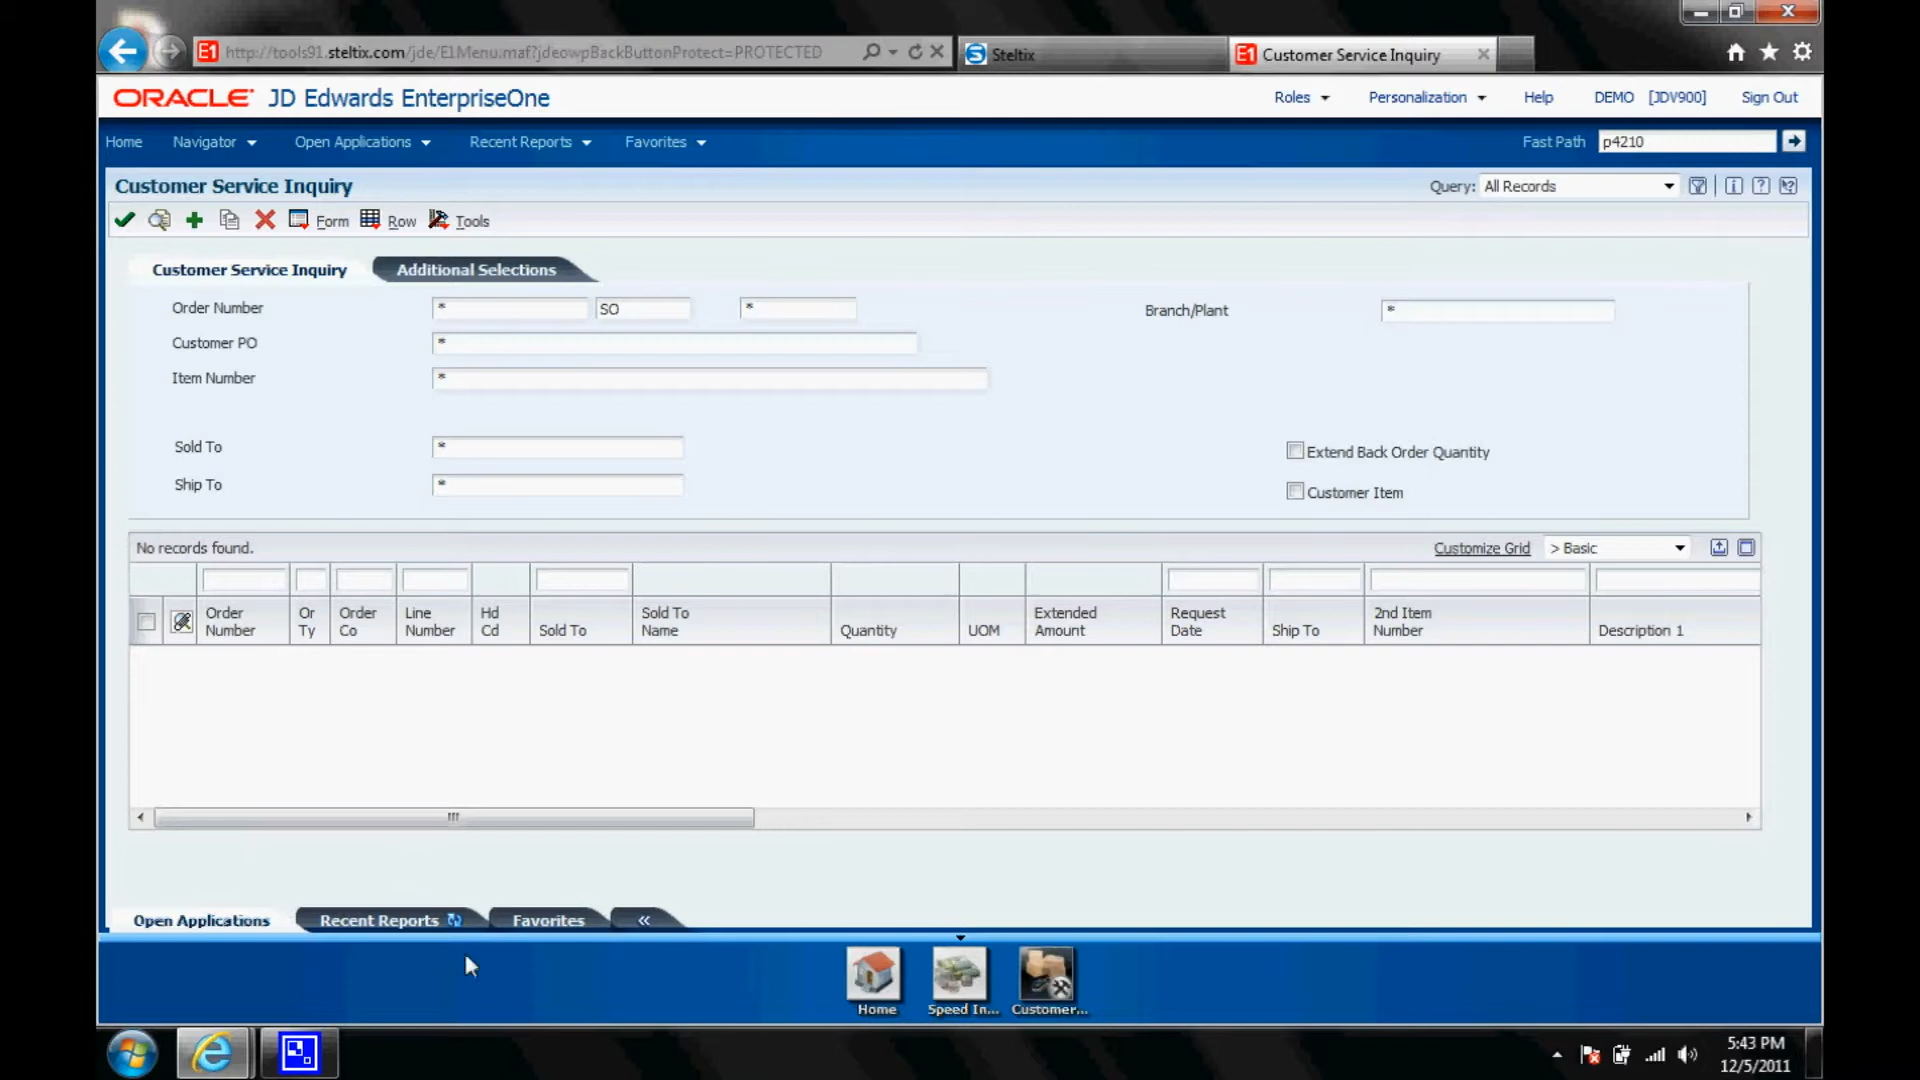 http://tools91.steltix.com/jde/E1Menu.maf?jdeowpBackButtonProtect=PROTECTED
Steltix
E1 Customer Service Inquiry
ORACLE JD Edwards EnterpriseOne
Roles Personalization Help DEMO [JDV900] Sign Out
Home Navigator Open Applications Recent Reports Favorites Fast Path p4210
Customer Service Inquiry Query: All Records
Form Row Tools
Customer Service Inquiry Additional Selections
Order Number * SO * Branch/Plant *
Customer PO *
Item Number *
Sold To * Extend Back Order Quantity
Ship To * Customer Item
No records found. Customize Grid > Basic
Order Number Or Ty Order Co Line Number Hd Cd Sold To Sold To Name Quantity UOM Extended Amount Request Date Ship To 2nd Item Number Description 1
Open Applications Recent Reports Favorites «
Home Speed In... Customer...
5:43 PM
12/5/2011